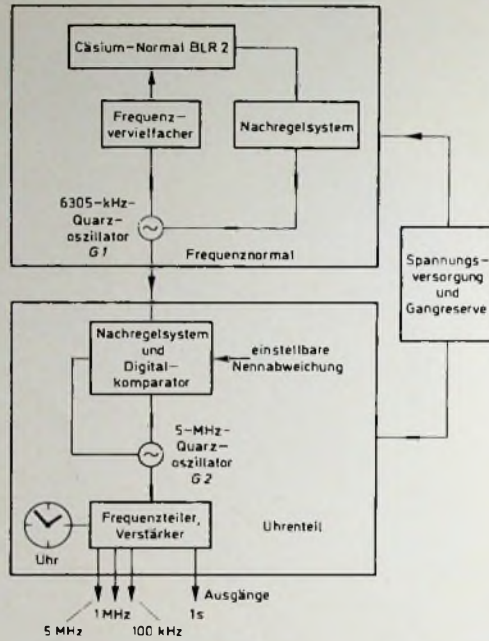 Cäsium-Normal BLR 2
Frequenz-
vervielfacher
Nachregelsystem
6305-kHz-
Quarz-
oszillator
G1
Frequenznormal
Spannungs-
versorgung
und
Gangreserve
Nachregelsystem
und
Digital-
komparator
einstellbare
Nennabweichung
5-MHz-
Quarz-
oszillator
G2
Frequenzteiler,
Verstärker
Uhrenteil
Uhr
Ausgänge
1 MHz
1s
5 MHz
100 kHz